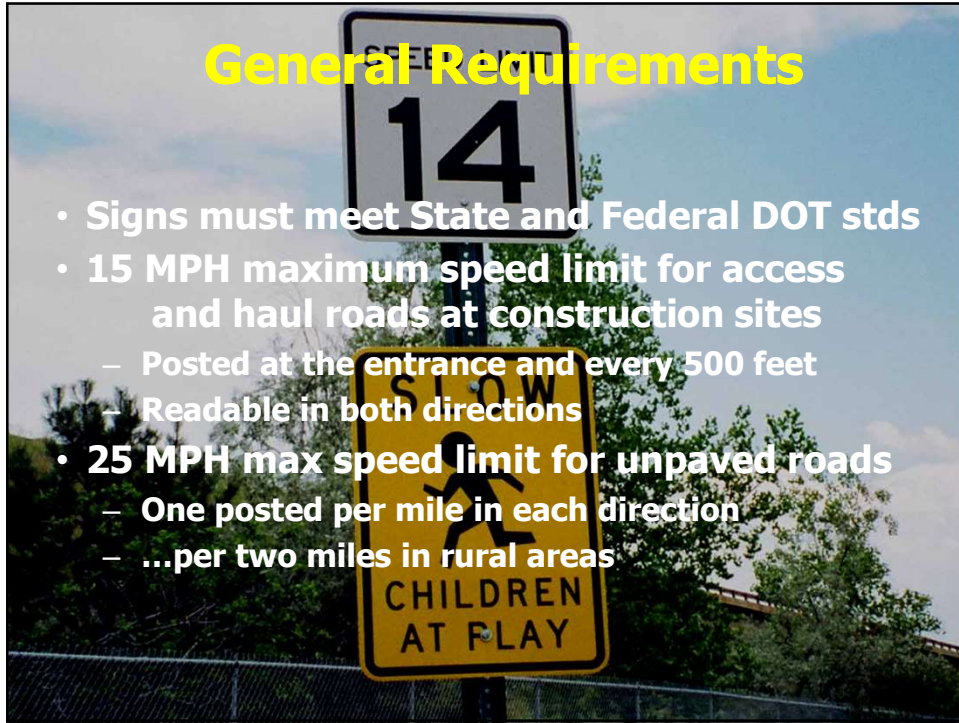 General Requirements
SPEED LIMIT
14
• Signs must meet State and Federal DOT stds
• 15 MPH maximum speed limit for access
and haul roads at construction sites
– Posted at the entrance and every 500 feet
– Readable in both directions
• 25 MPH max speed limit for unpaved roads
– One posted per mile in each direction
– ...per two miles in rural areas
SLOW
CHILDREN
AT PLAY